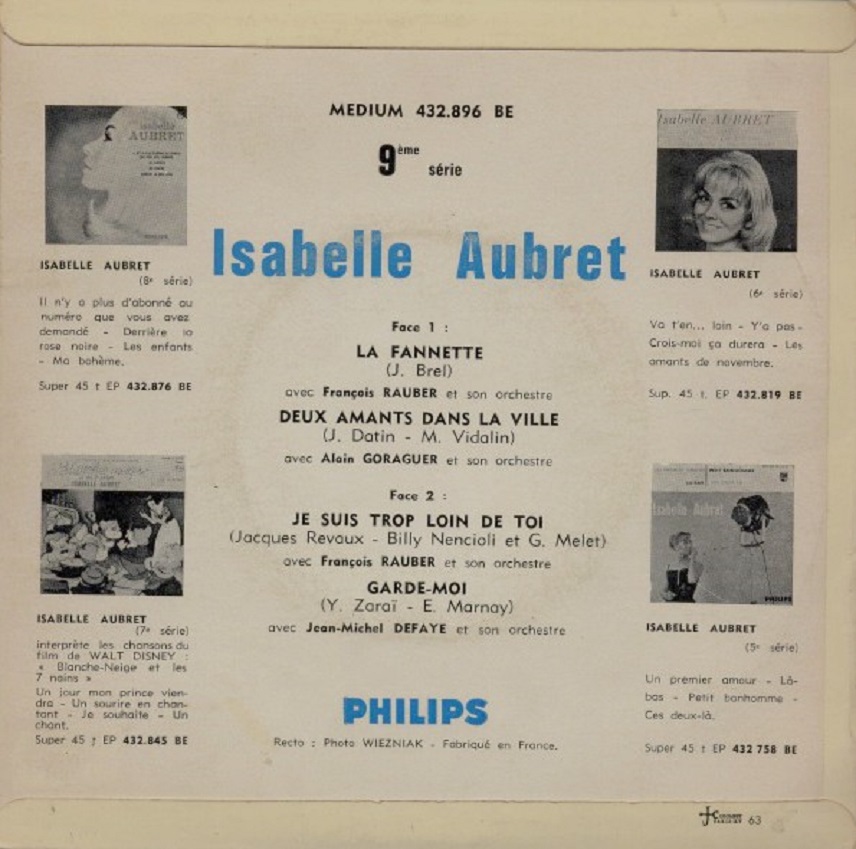 MEDIUM 432.896 BE
9ème série
Isabelle Aubret
Face 1 :
LA FANNETTE
(J. Brel)
avec François RAUBER et son orchestre
DEUX AMANTS DANS LA VILLE
(J. Datin - M. Vidalin)
avec Alain GORAGUER et son orchestre
Face 2 :
JE SUIS TROP LOIN DE TOI
(Jacques Revaux - Billy Nencioli et G. Melet)
avec François RAUBER et son orchestre
GARDE-MOI
(Y. Zaraï - E. Marnay)
avec Jean-Michel DEFAYE et son orchestre
PHILIPS
Recto : Photo WIEZNIAK - Fabriqué en France.
isabelle
AUBRET
ISABELLE AUBRET
(8e série)
Il n'y a plus d'abonné au
numéro que vous avez
demandé - Derrière la
rose noire - Les enfants
- Ma bohème.
Super 45 t EP 432.876 BE
ISABELLE AUBRET
ISABELLE AUBRET
(7e série)
interprète les chansons du
film de WALT DISNEY :
« Blanche-Neige et les
7 nains »
Un jour mon prince vien-
dra - Un sourire en chan-
tant - Je souhaite - Un
chant.
Super 45 t EP 432.845 BE
Isabelle AUBRET
ISABELLE AUBRET
(6e série)
Va t'en... loin - Y'a pas -
Crois-moi ça durera - Les
amants de novembre.
Sup. 45 t. EP 432.819 BE
Isabelle Aubret
PHILIPS
ISABELLE AUBRET
(5e série)
Un premier amour - Là-
bas - Petit bonhomme -
Ces deux-là.
Super 45 t EP 432 758 BE
63